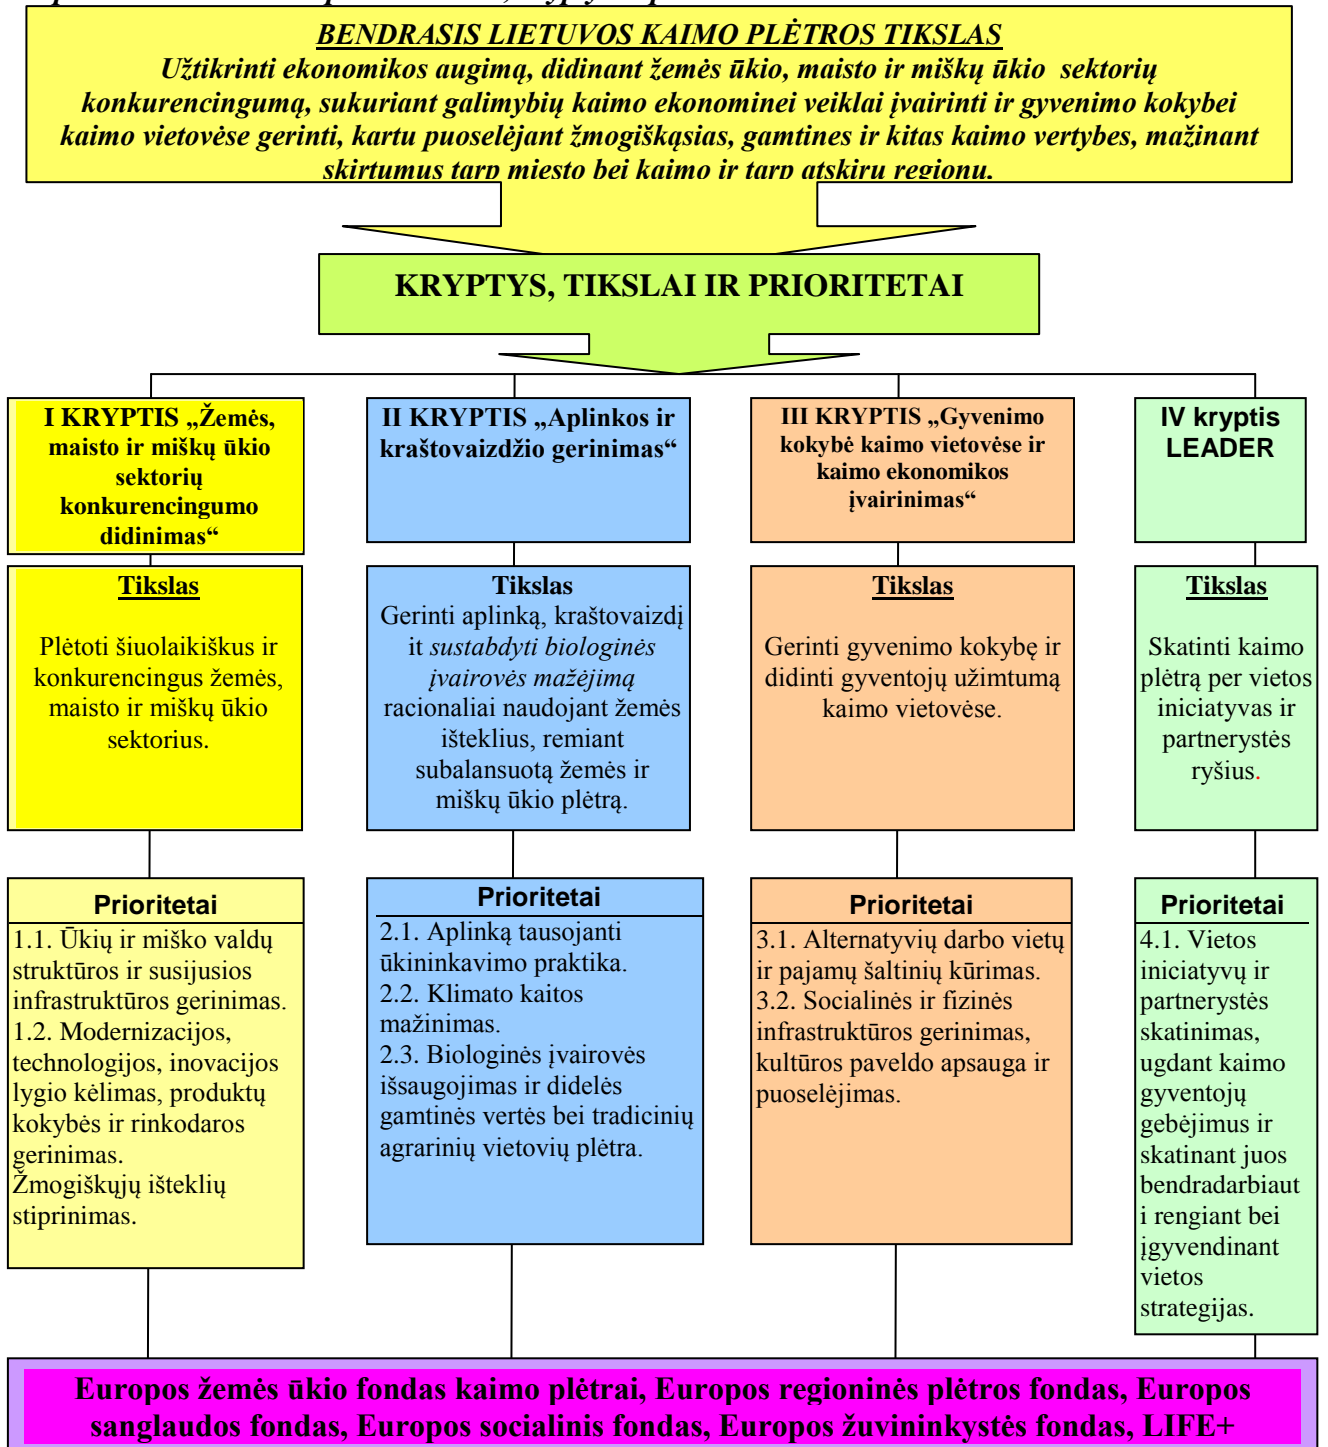 BENDRASIS LIETUVOS KAIMO PLĖTROS TIKSLAS
Užtikrinti ekonomikos augimą, didinant žemės ūkio, maisto ir miškų ūkio sektorių
konkurencingumą, sukuriant galimybių kaimo ekonominei veiklai įvairinti ir gyvenimo kokybei
kaimo vietovėse gerinti, kartu puoselėjant žmogiškąsias, gamtines ir kitas kaimo vertybes, mažinant
skirtumus tarp miesto bei kaimo ir tarp atskirų regionų.
KRYPTYS, TIKSLAI IR PRIORITETAI
I KRYPTIS „Žemės,
maisto ir miškų ūkio
sektorių
konkurencingumo
didinimas“
Tikslas
Plėtoti šiuolaikiškus ir
konkurencingus žemės,
maisto ir miškų ūkio
sektorius.
Prioritetai
1.1. Ūkių ir miško valdų
struktūros ir susijusios
infrastruktūros gerinimas.
1.2. Modernizacijos,
technologijos, inovacijos
lygio kėlimas, produktų
kokybės ir rinkodaros
gerinimas.
Žmogiškųjų išteklių
stiprinimas.
II KRYPTIS „Aplinkos ir
kraštovaizdžio gerinimas“
Tikslas
Gerinti aplinką, kraštovaizdį
it sustabdyti biologinės
įvairovės mažėjimą
racionaliai naudojant žemės
išteklius, remiant
subalansuotą žemės ir
miškų ūkio plėtrą.
Prioritetai
2.1. Aplinką tausojanti
ūkininkavimo praktika.
2.2. Klimato kaitos
mažinimas.
2.3. Biologinės įvairovės
išsaugojimas ir didelės
gamtinės vertės bei tradicinių
agrarinių vietovių plėtra.
III KRYPTIS „Gyvenimo
kokybė kaimo vietovėse ir
kaimo ekonomikos
įvairinimas“
Tikslas
Gerinti gyvenimo kokybę ir
didinti gyventojų užimtumą
kaimo vietovėse.
Prioritetai
3.1. Alternatyvių darbo vietų
ir pajamų šaltinių kūrimas.
3.2. Socialinės ir fizinės
infrastruktūros gerinimas,
kultūros paveldo apsauga ir
puoselėjimas.
IV kryptis
LEADER
Tikslas
Skatinti kaimo
plėtrą per vietos
iniciatyvas ir
partnerystės
ryšius.
Prioritetai
4.1. Vietos
iniciatyvų ir
partnerystės
skatinimas,
ugdant kaimo
gyventojų
gebėjimus ir
skatinant juos
bendradarbiaut
i rengiant bei
įgyvendinant
vietos
strategijas.
Europos žemės ūkio fondas kaimo plėtrai, Europos regioninės plėtros fondas, Europos
sanglaudos fondas, Europos socialinis fondas, Europos žuvininkystės fondas, LIFE+